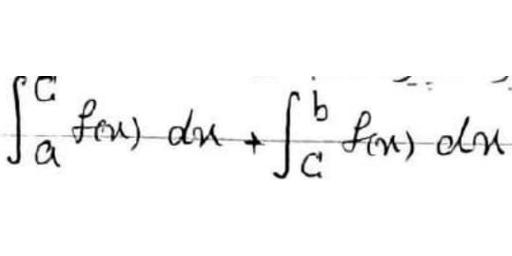 ∫_a^c f(x) dx + ∫_c^b f(x) dx